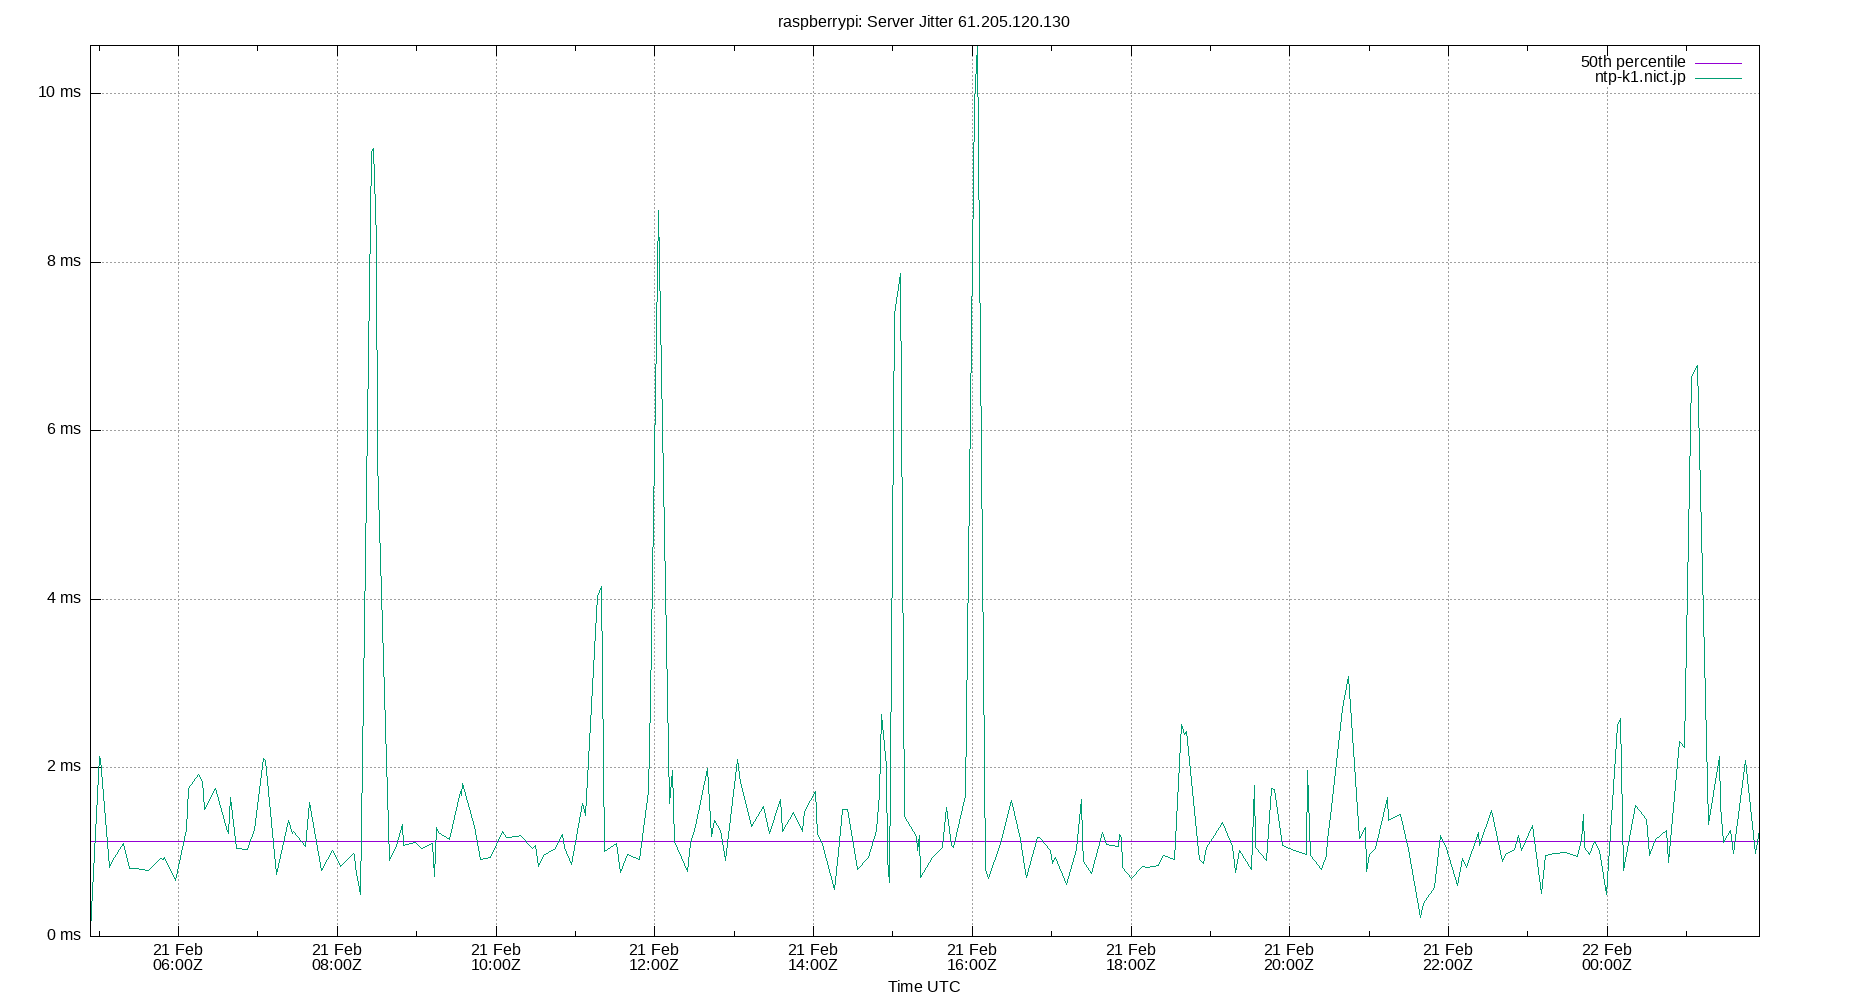 raspberrypi: Server Jitter 61.205.120.130
50th percentile
ntp-k1.nict.jp
10 ms
8 ms
6 ms
4 ms
2 ms
0 ms
21 Feb 21 Feb 21 Feb 21 Feb 21 Feb 21 Feb 21 Feb 21 Feb 21 Feb 22 Feb
06:00Z 08:00Z 10:00Z 12:00Z 14:00Z 16:00Z 18:00Z 20:00Z 22:00Z 00:00Z
Time UTC